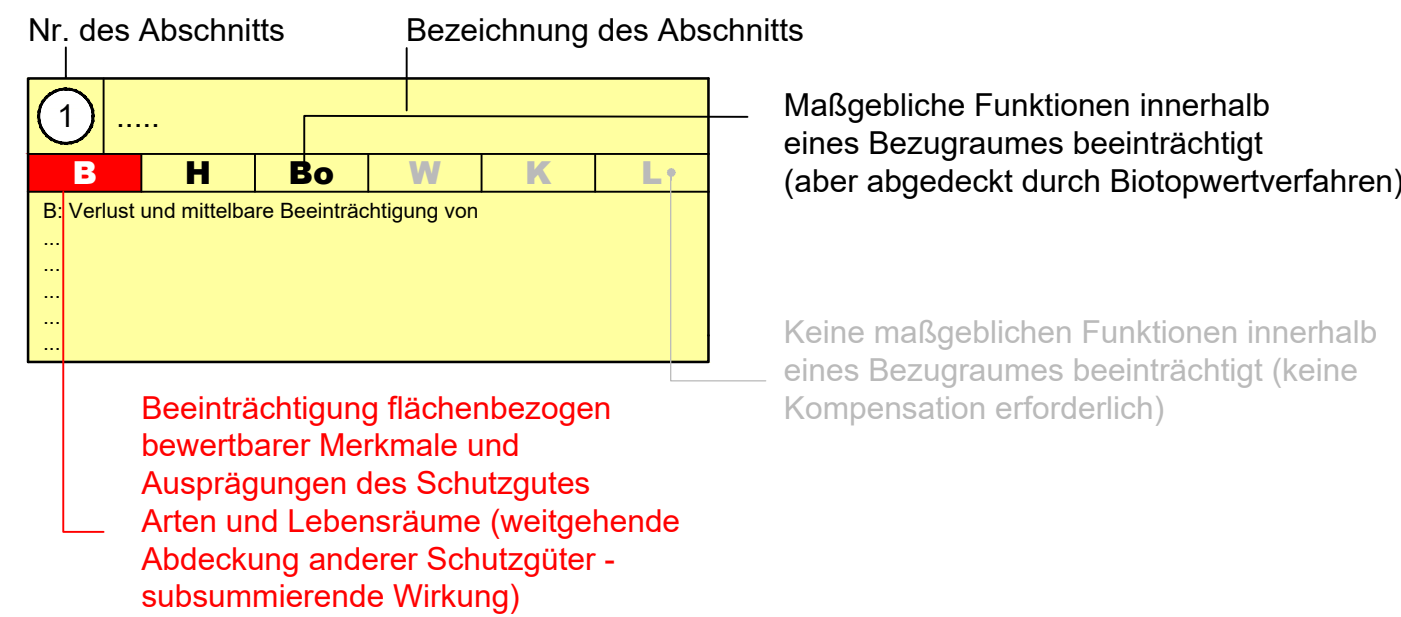 Nr. des Abschnitts
Bezeichnung des Abschnitts
1
.....
B H Bo W K L
B: Verlust und mittelbare Beeinträchtigung von
...
...
...
...
...
Maßgebliche Funktionen innerhalb
eines Bezugraumes beeinträchtigt
(aber abgedeckt durch Biotopwertverfahren)
Keine maßgeblichen Funktionen innerhalb
eines Bezugraumes beeinträchtigt (keine
Kompensation erforderlich)
Beeinträchtigung flächenbezogen
bewertbarer Merkmale und
Ausprägungen des Schutzgutes
Arten und Lebensräume (weitgehende
Abdeckung anderer Schutzgüter -
subsummierende Wirkung)